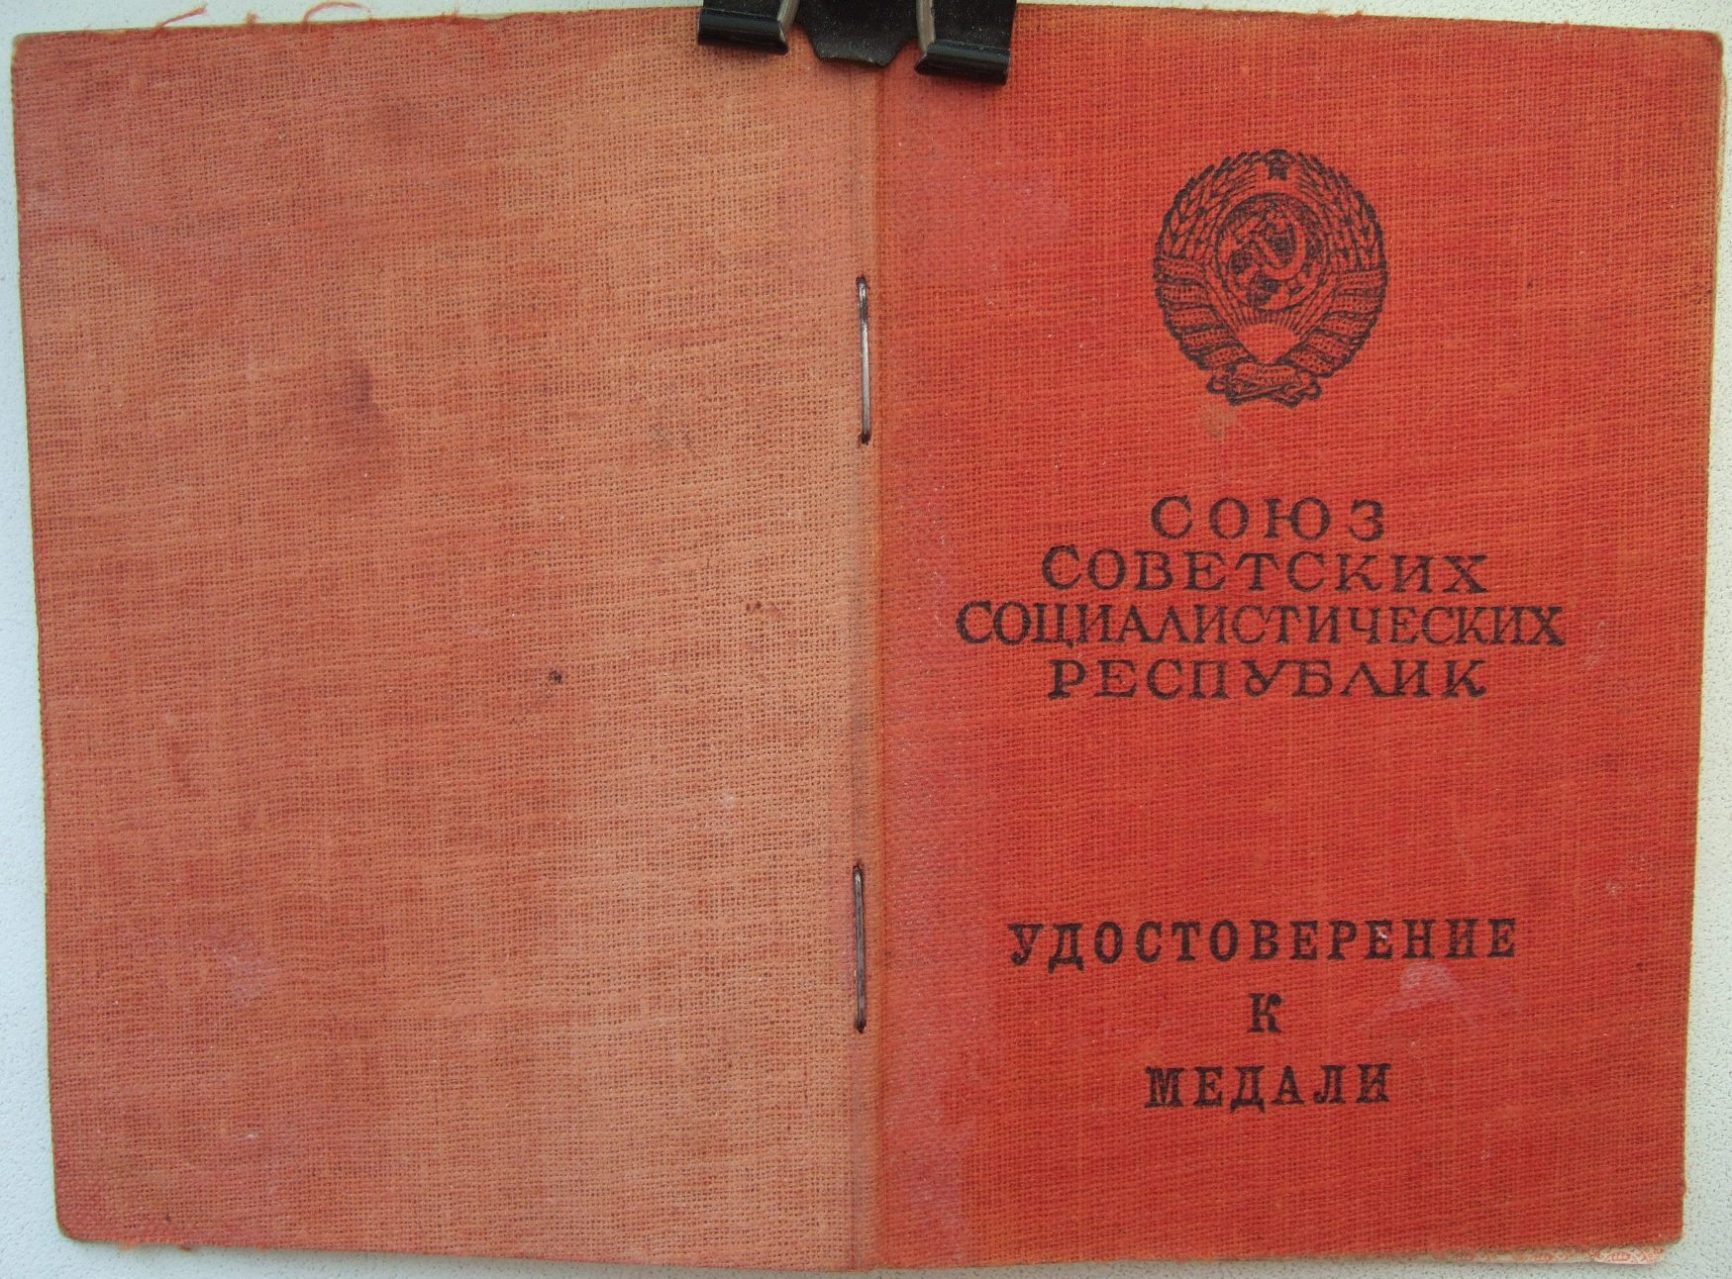 СОЮЗ
СОВЕТСКИХ
СОЦИАЛИСТИЧЕСКИХ
РЕСПУБЛИК
УДОСТОВЕРЕНИЕ
К
МЕДАЛИ